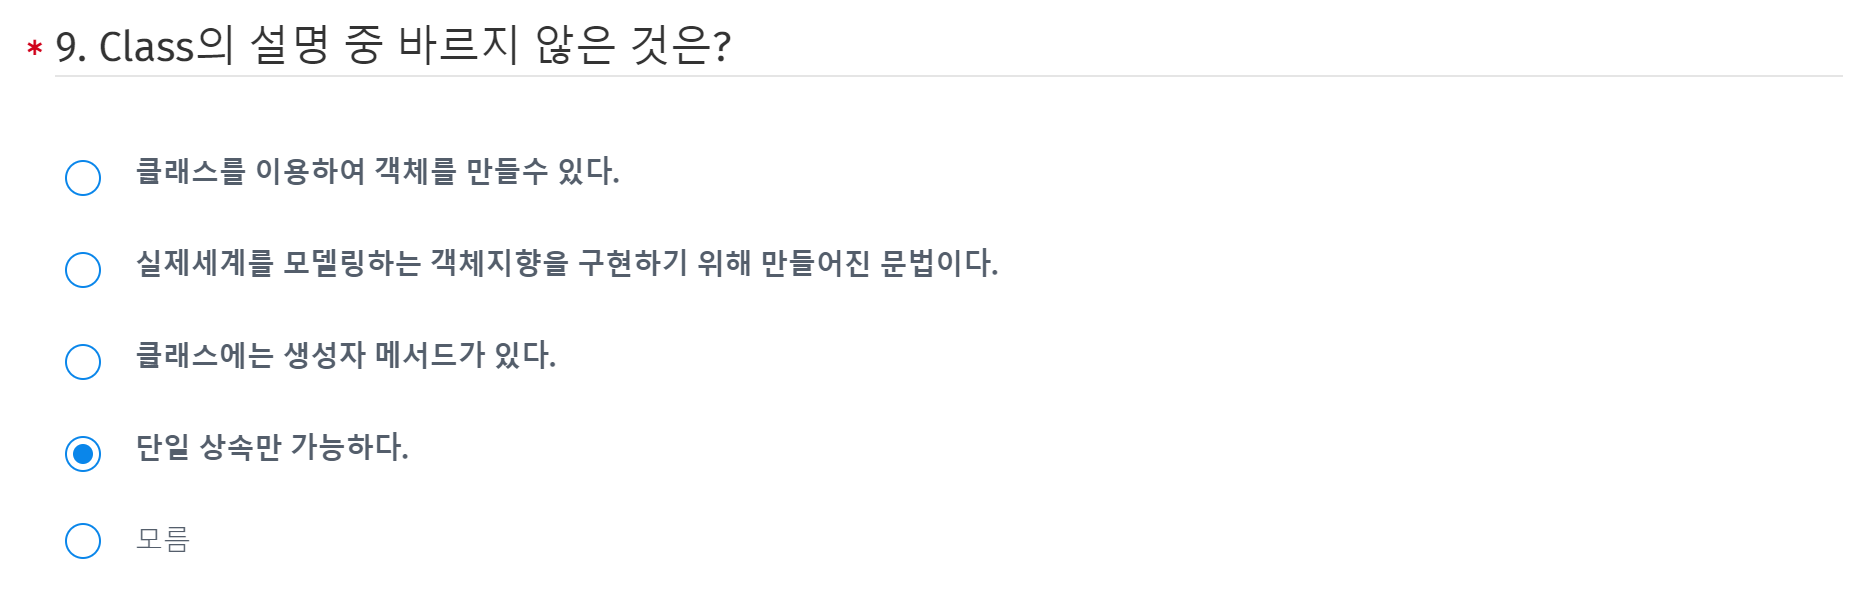 * 9. Class의 설명 중 바르지 않은 것은?
클래스를 이용하여 객체를 만들수 있다.
실제세계를 모델링하는 객체지향을 구현하기 위해 만들어진 문법이다.
클래스에는 생성자 메서드가 있다.
단일 상속만 가능하다.
모름